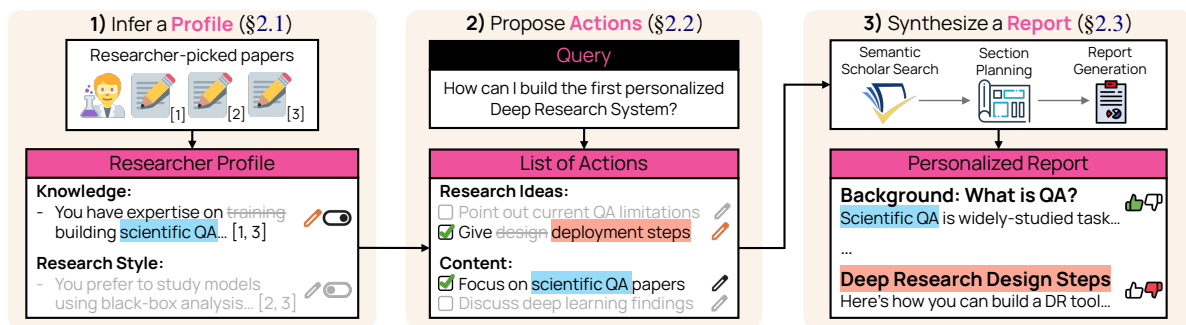 1) Infer a Profile (§2.1)
Researcher-picked papers
[1] [2] [3]
Researcher Profile
Knowledge:
- You have expertise on training
building scientific QA... [1, 3]
Research Style:
- You prefer to study models
using black-box analysis... [2, 3]
2) Propose Actions (§2.2)
Query
How can I build the first personalized
Deep Research System?
List of Actions
Research Ideas:
Point out current QA limitations
Give design deployment steps
Content:
Focus on scientific QA papers
Discuss deep learning findings
3) Synthesize a Report (§2.3)
Semantic
Scholar Search
Section
Planning
Report
Generation
Personalized Report
Background: What is QA?
Scientific QA is widely-studied task...
...
Deep Research Design Steps
Here's how you can build a DR tool...